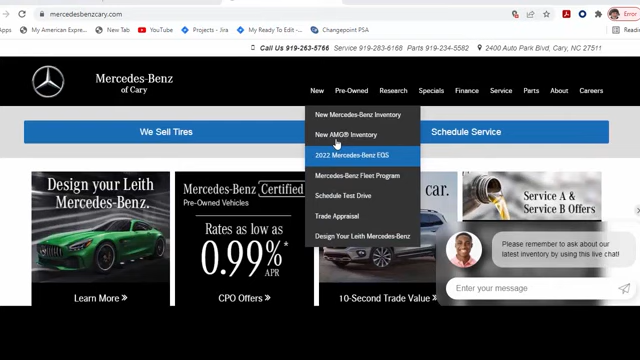 mercedesbenzcary.com
Error
Apps
My American Expre...
New Tab
YouTube
Projects - Jira
My Ready To Edit -...
Changepoint PSA
Call Us 919-263-5766 Service 919-283-6168 Parts 919-234-5582 2400 Auto Park Blvd, Cary, NC 27511
Mercedes-Benz
of Cary
New Pre-Owned Research Specials Finance Service Parts About Careers
New Mercedes-Benz Inventory
New AMG® Inventory
2022 Mercedes-Benz EQS
Mercedes-Benz Fleet Program
Schedule Test Drive
Trade Appraisal
Design Your Leith Mercedes-Benz
We Sell Tires
Schedule Service
Design your Leith
Mercedes-Benz.
Learn More »
Mercedes-Benz Certified
Pre-Owned Vehicles
Rates as low as
0.99%*
APR
CPO Offers »
car.
10-Second Trade Value »
Service A &
Service B Offers
Please remember to ask about our
latest inventory by using this live chat!
Enter your message